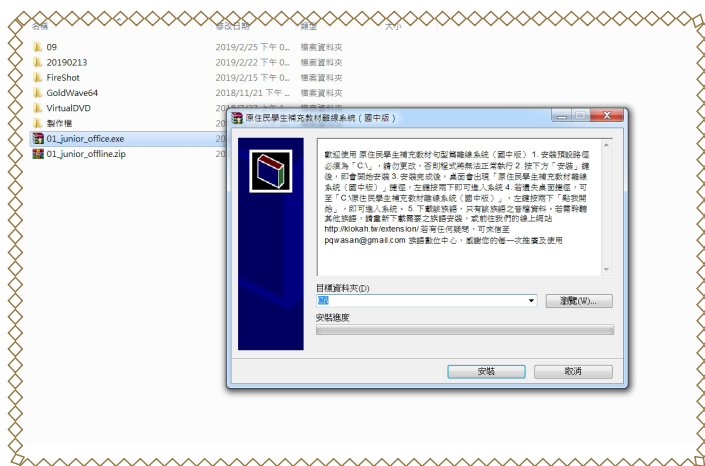 名稱 修改日期 類型 大小
09 2019/2/25 下午 0... 檔案資料夾
20190213 2019/2/22 下午 0... 檔案資料夾
FireShot 2019/2/15 下午 0... 檔案資料夾
GoldWave64 2018/11/21 下午 ... 檔案資料夾
VirtualDVD
製作檔 20
01_junior_office.exe 20
01_junior_offline.zip 20
原住民學生補充教材離線系統（國中版）
歡迎使用 原住民學生補充教材句型篇離線系統（國中版） 1. 安裝預設路徑
必須為「C:\」，請勿更改，否則程式將無法正常執行 2. 按下方「安裝」鍵
後，即會開始安裝 3. 安裝完成後，桌面會出現「原住民學生補充教材離線
系統（國中版）」捷徑，左鍵按兩下即可進入系統 4. 若遺失桌面捷徑，可
至「C:\原住民學生補充教材離線系統（國中版）」，左鍵按兩下「點我開
始」，即可進入系統。 5. 下載該族語，只有該族語之音檔資料。若需聆聽
其他族語，請重新下載需要之族語安裝，或前往我們的線上網站
http://klokah.tw/extension/ 若有任何疑問，可來信至
pqwasan@gmail.com 族語數位中心，感謝您的每一次推廣及使用
目標資料夾(D)
C:\
瀏覽(W)...
安裝進度
安裝 取消